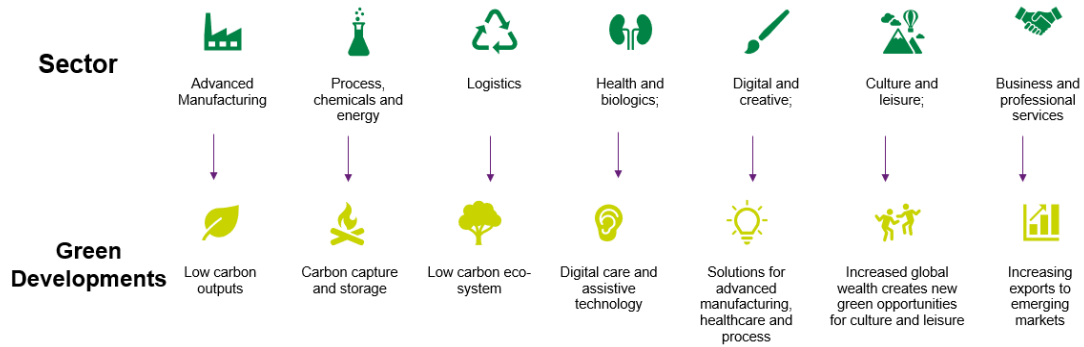 Sector
Advanced
Manufacturing
Process,
chemicals and
energy
Logistics
Health and
biologics;
Digital and
creative;
Culture and
leisure;
Business and
professional
services
Green
Developments
Low carbon
outputs
Carbon capture
and storage
Low carbon eco-
system
Digital care and
assistive
technology
Solutions for
advanced
manufacturing,
healthcare and
process
Increased global
wealth creates new
green opportunities
for culture and leisure
Increasing
exports to
emerging
markets